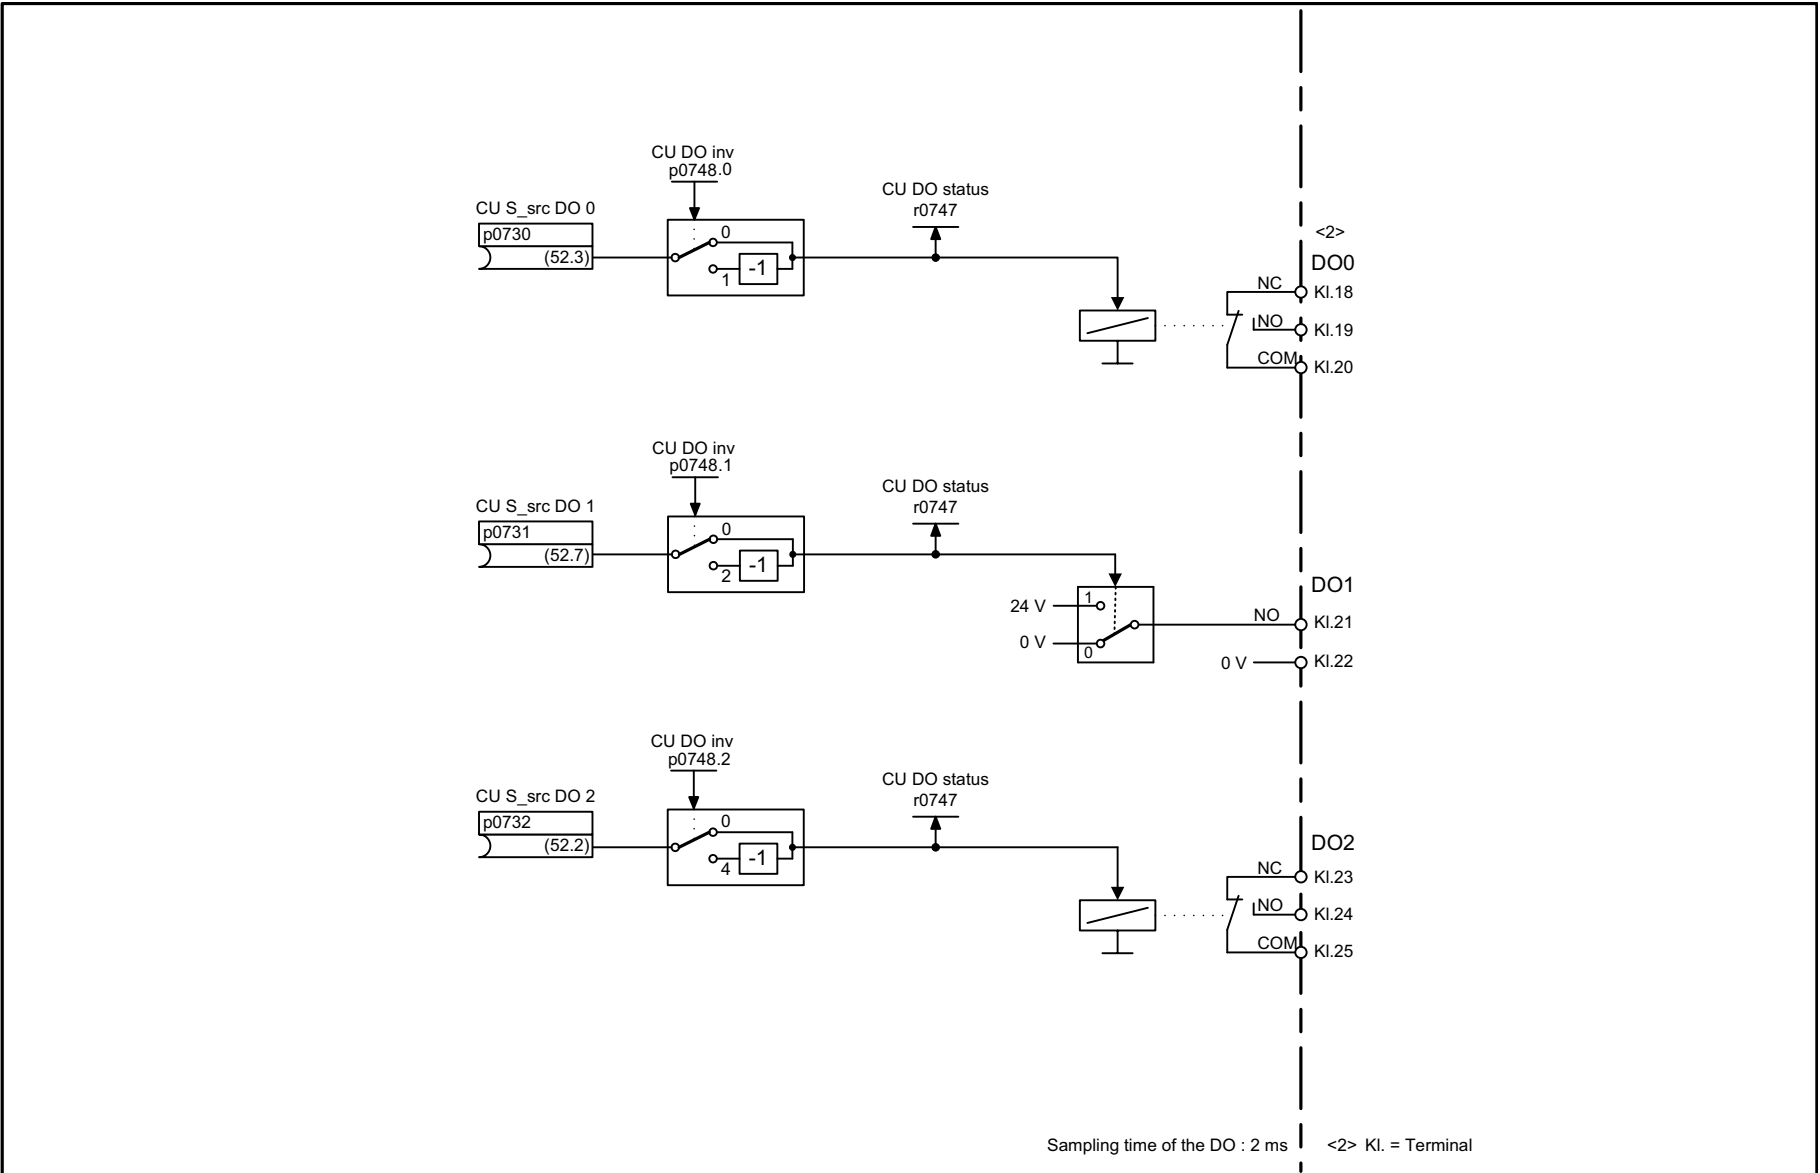 CU DO inv
p0748.0
CU S_src DO 0
p0730
(52.3)
0
1
-1
CU DO status
r0747
<2>
DO0
NC
Kl.18
NO
Kl.19
COM
Kl.20
CU DO inv
p0748.1
CU S_src DO 1
p0731
(52.7)
0
2
-1
CU DO status
r0747
24 V
1
0 V
0
DO1
NO
Kl.21
0 V
Kl.22
CU DO inv
p0748.2
CU S_src DO 2
p0732
(52.2)
0
4
-1
CU DO status
r0747
DO2
NC
Kl.23
NO
Kl.24
COM
Kl.25
Sampling time of the DO : 2 ms
<2> Kl. = Terminal